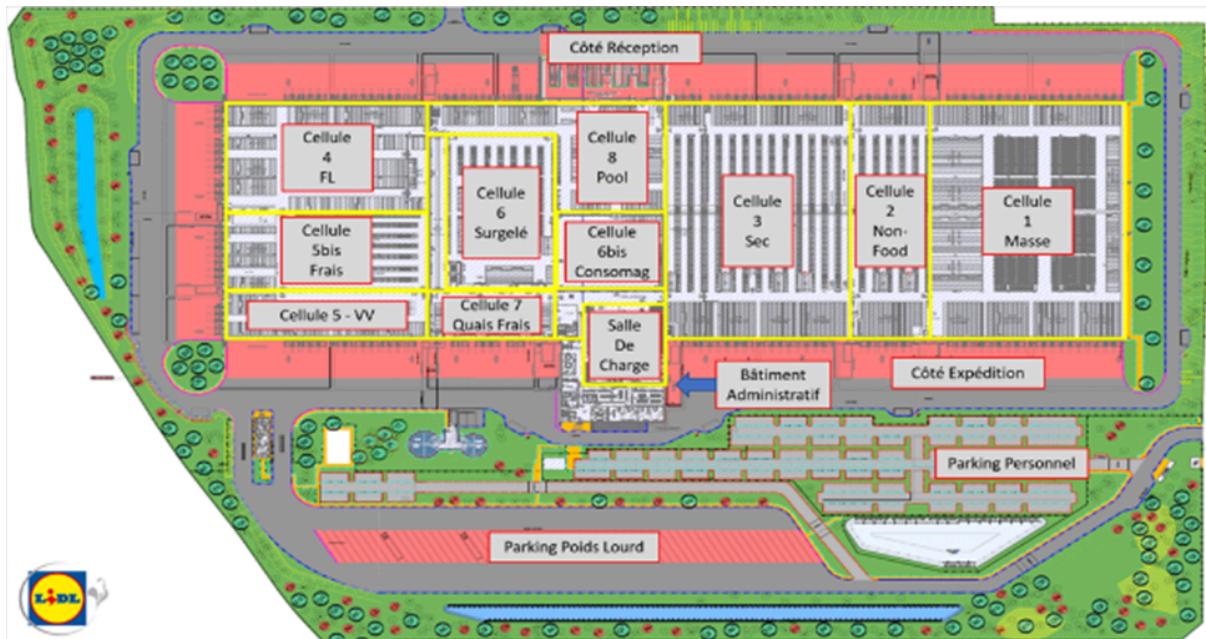 Côté Réception
Cellule
4
FL
Cellule
8
Pool
Cellule
6
Surgelé
Cellule
3
Sec
Cellule
2
Non-
Food
Cellule
1
Masse
Cellule
5bis
Frais
Cellule
6bis
Consomag
Cellule 5 - VV
Cellule 7
Quais Frais
Salle
De
Charge
Bâtiment
Administratif
Côté Expédition
Parking Personnel
Parking Poids Lourd
LIDL